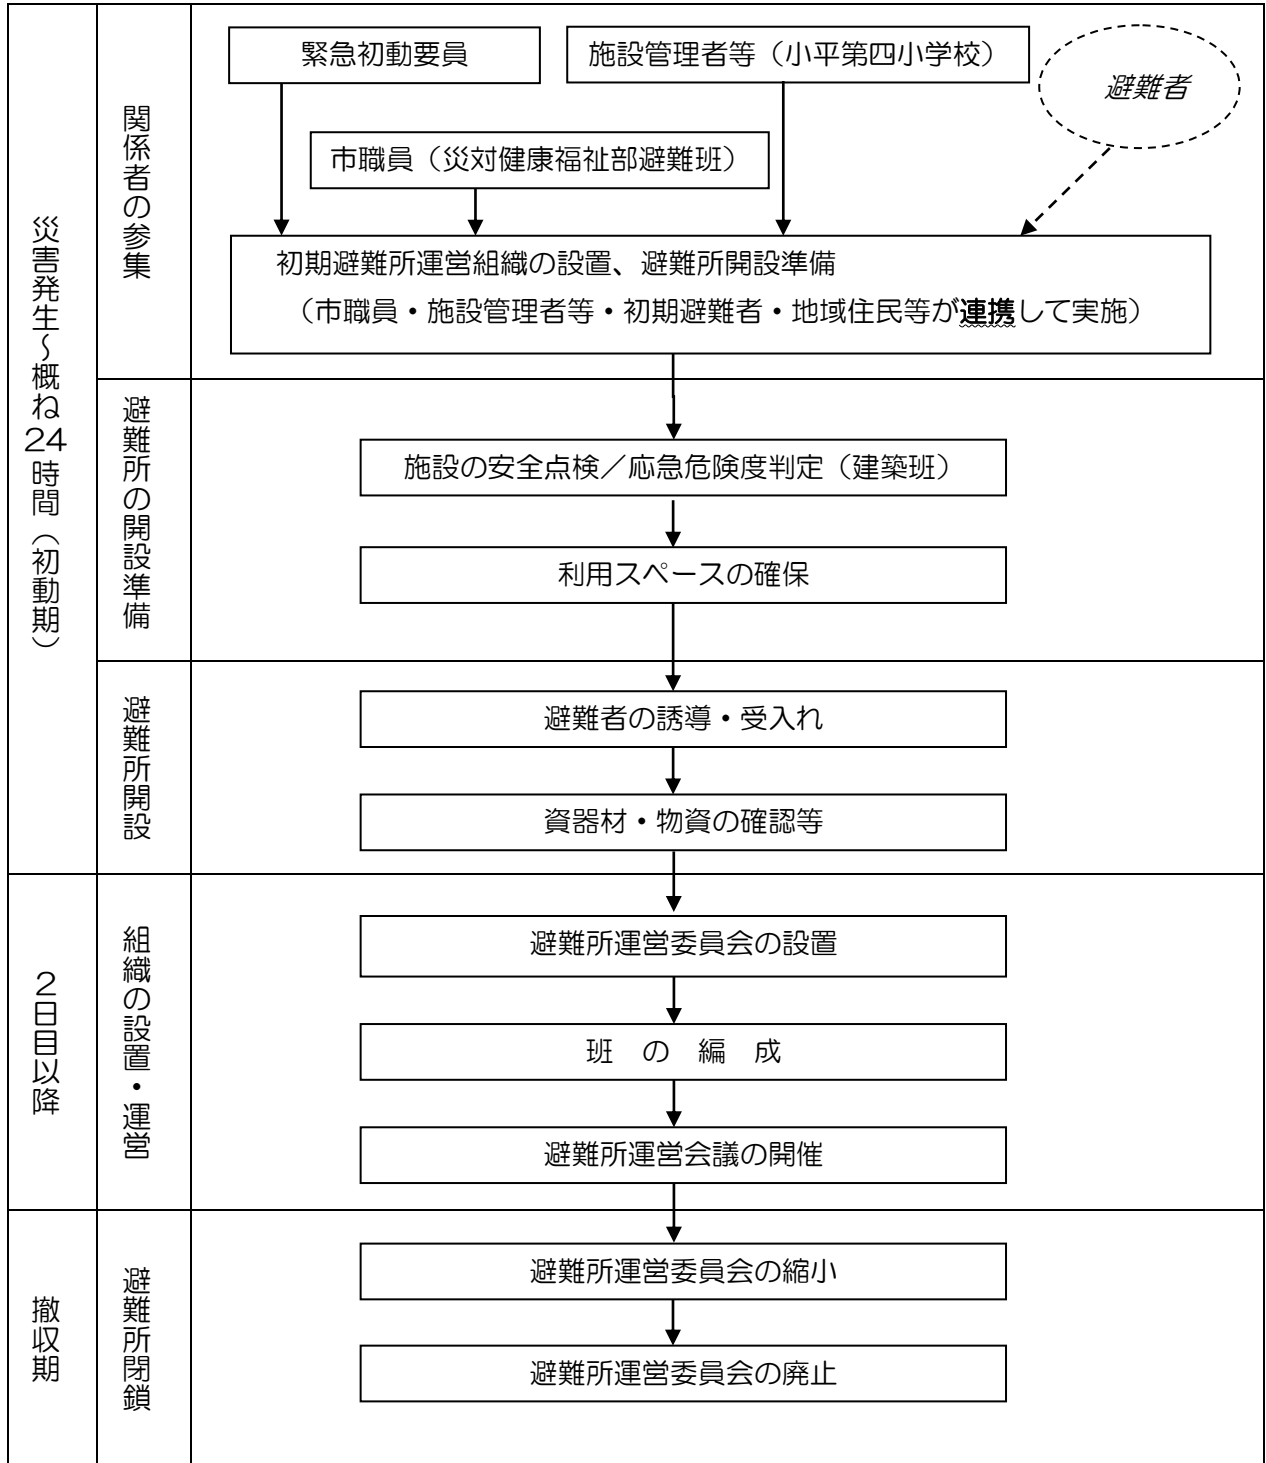 災害発生～概ね24時間（初動期）
関係者の参集
緊急初動要員
施設管理者等（小平第四小学校）
避難者
市職員（災対健康福祉部避難班）
初期避難所運営組織の設置、避難所開設準備
（市職員・施設管理者等・初期避難者・地域住民等が連携して実施）
避難所の開設準備
施設の安全点検／応急危険度判定（建築班）
利用スペースの確保
避難所開設
避難者の誘導・受入れ
資器材・物資の確認等
２日目以降
組織の設置・運営
避難所運営委員会の設置
班　の　編　成
避難所運営会議の開催
撤収期
避難所閉鎖
避難所運営委員会の縮小
避難所運営委員会の廃止